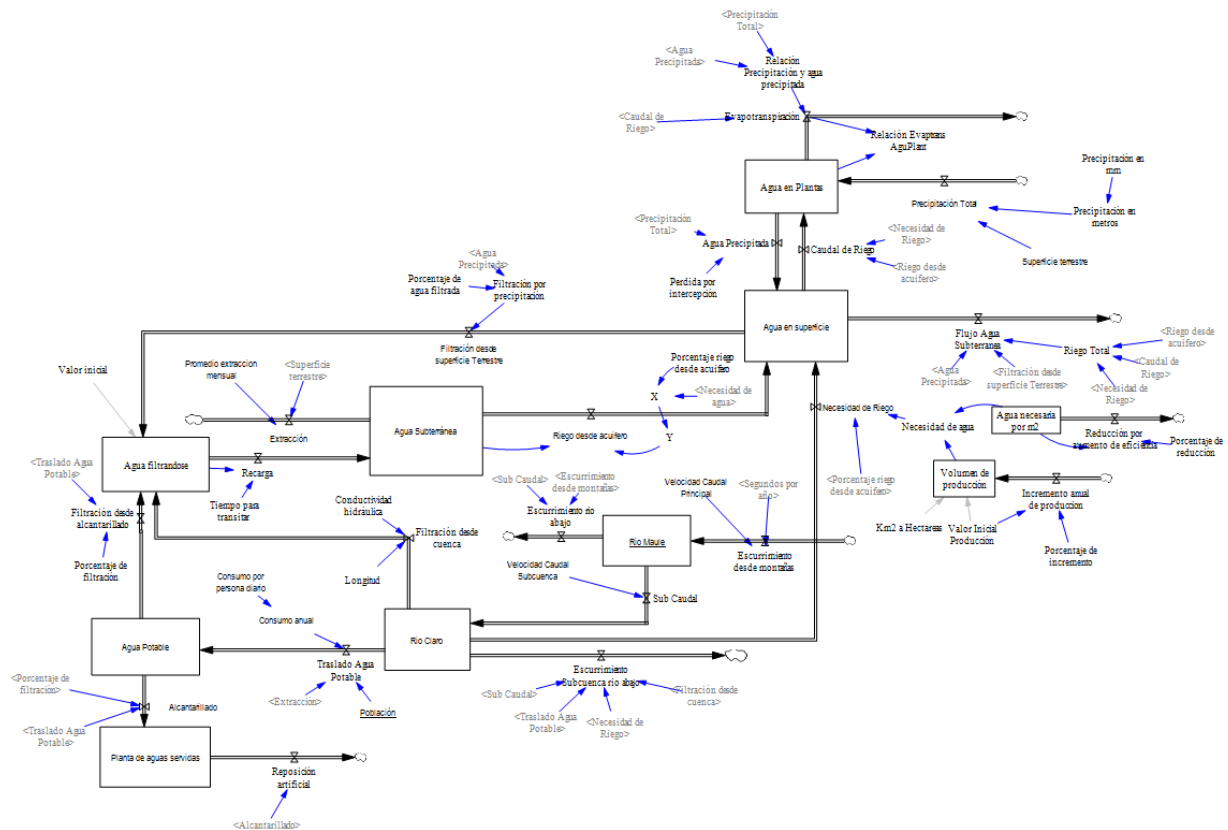 <Precipitación
Total>
<Agua
Precipitada>
Relación
Precipitación y agua
precipitada
<Caudal de
Riego>
Evapotranspiración
Relación Evaptrans
AguPlant
Agua en Plantas
Precipitación en
mm
Precipitación Total
Precipitación en
metros
<Precipitación
Total>
Agua Precipitada
Caudal de Riego
<Necesidad de
Riego>
<Riego desde
acuifero>
Superficie terrestre
Perdida por
intercepción
<Agua
Precipitada>
Porcentaje de
agua filtrada
Filtración por
precipitación
Agua en superficie
Filtración desde
superficie Terrestre
Flujo Agua
Subterranea
<Riego desde
acuifero>
Riego Total
<Caudal de
Riego>
<Agua
Precipitada>
<Filtración desde
superficie Terrestre>
<Necesidad de
Riego>
Valor inicial
Promedio extraccion
mensual
<Superficie
terrestre>
Porcentaje riego
desde acuifero
X
<Necesidad de
agua>
Y
Extracción
Agua Subterránea
Riego desde acuifero
Necesidad de Riego
Necesidad de agua
Agua necesaria
por m2
Reducción por
aumento de eficiencia
Porcentaje de
reducción
Agua filtrandose
Recarga
Tiempo para
transitar
<Traslado Agua
Potable>
Filtración desde
alcantarillado
Porcentaje de
filtración
Conductividad
hidráulica
Filtración desde
cuenca
Longitud
<Sub Caudal>
<Escurrimiento
desde montañas>
Escurrimiento rio
abajo
Velocidad Caudal
Principal
<Segundos por
año>
<Porcentaje riego
desde acuifero>
Volumen de
producción
Incremento anual
de produccion
Km2 a Hectareas
Valor Inicial
Producción
Porcentaje de
incremento
Rio Maule
Escurrimiento
desde montañas
Velocidad Caudal
Subcuenca
Sub Caudal
Consumo por
persona diario
Consumo anual
Agua Potable
Rio Claro
Traslado Agua
Potable
<Extracción>
Población
Escurrimiento
Subcuenca rio abajo
<Sub Caudal>
<Filtración desde
cuenca>
<Traslado Agua
Potable>
<Necesidad de
Riego>
<Porcentaje de
filtración>
Alcantarillado
<Traslado Agua
Potable>
Planta de aguas servidas
Reposición
artificial
<Alcantarillado>